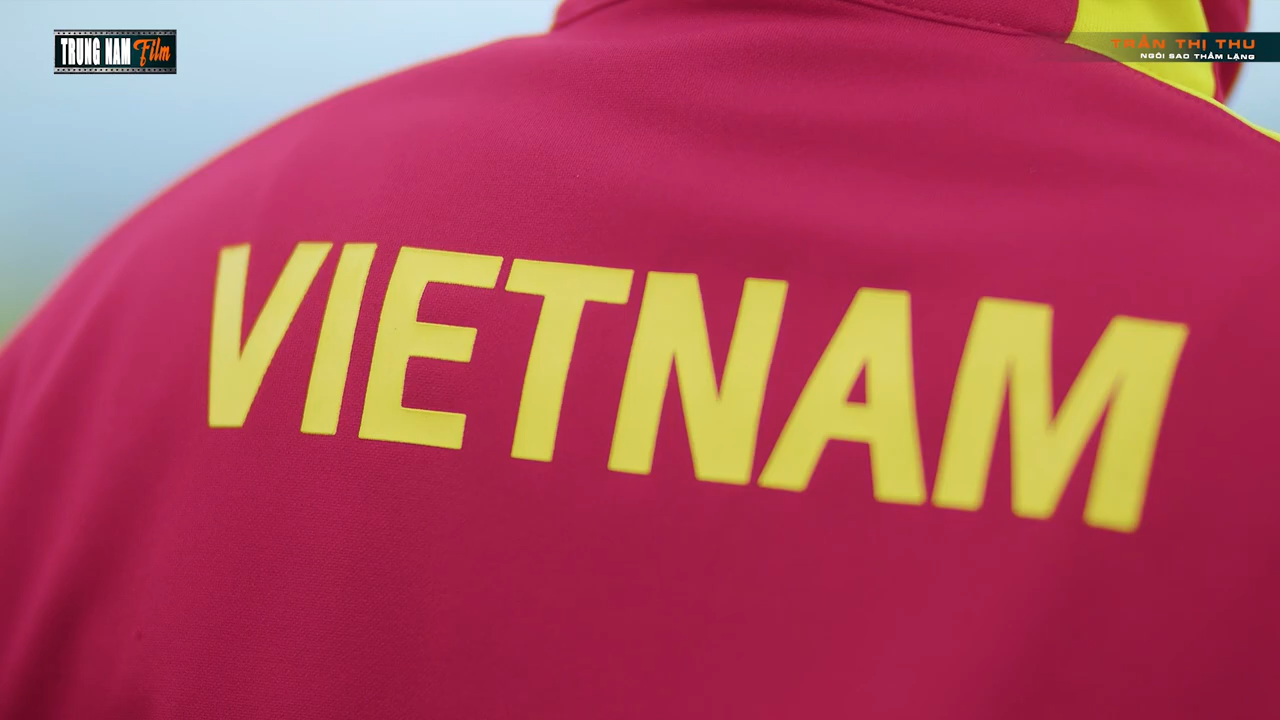 TRUNG NAM Film
TRẦN THỊ THU
NGÔI SAO THẦM LẶNG
VIETNAM